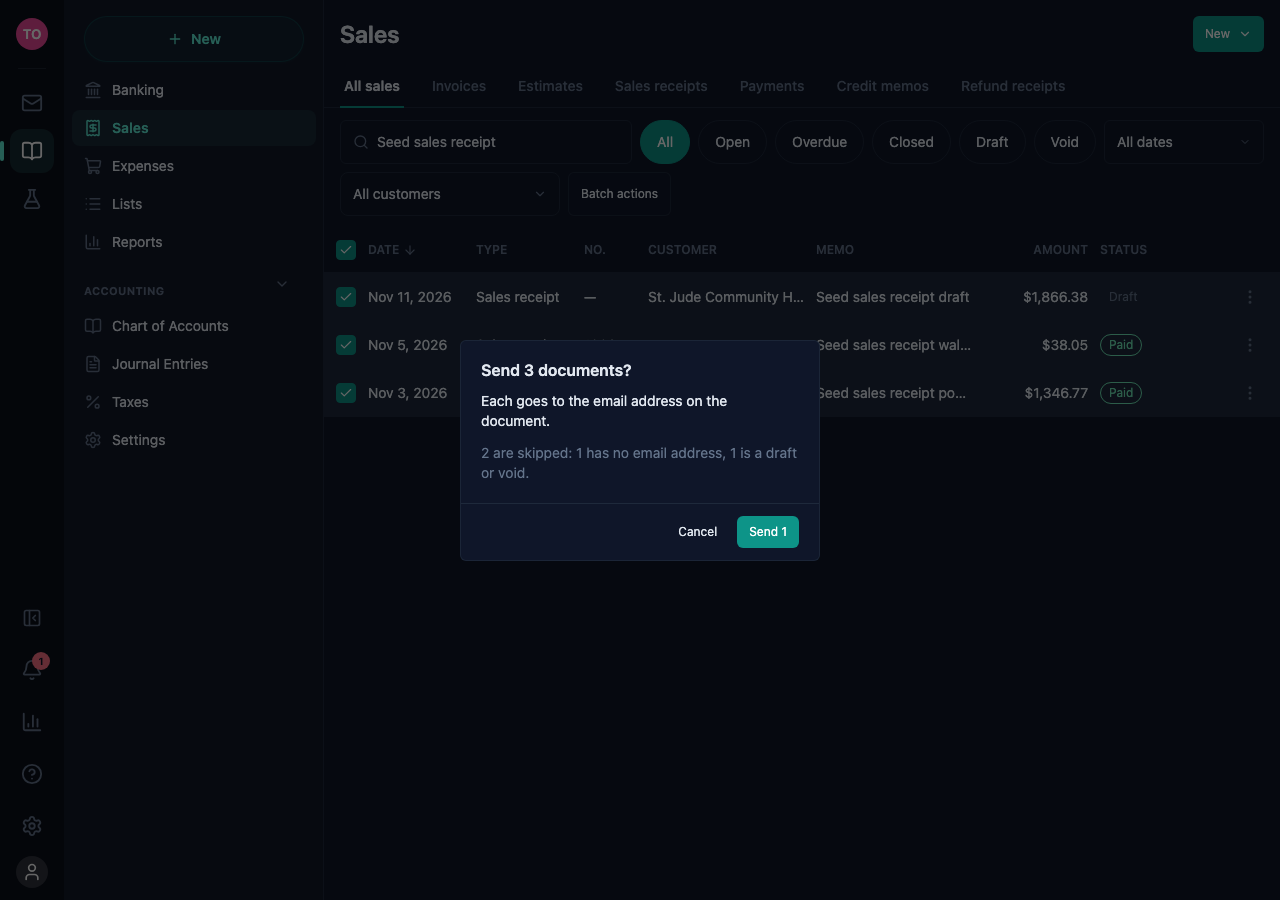 TO
New
Banking
Sales
Expenses
Lists
Reports
ACCOUNTING
Chart of Accounts
Journal Entries
Taxes
Settings
1
Sales
New
All sales Invoices Estimates Sales receipts Payments Credit memos Refund receipts
Seed sales receipt All Open Overdue Closed Draft Void All dates
All customers Batch actions
DATE TYPE NO. CUSTOMER MEMO AMOUNT STATUS
Nov 11, 2026 Sales receipt — St. Jude Community H... Seed sales receipt draft $1,866.38 Draft
Nov 5, 2026 Seed sales receipt wal... $38.05 Paid
Nov 3, 2026 Seed sales receipt po... $1,346.77 Paid
Send 3 documents?
Each goes to the email address on the
document.
2 are skipped: 1 has no email address, 1 is a draft
or void.
Cancel Send 1